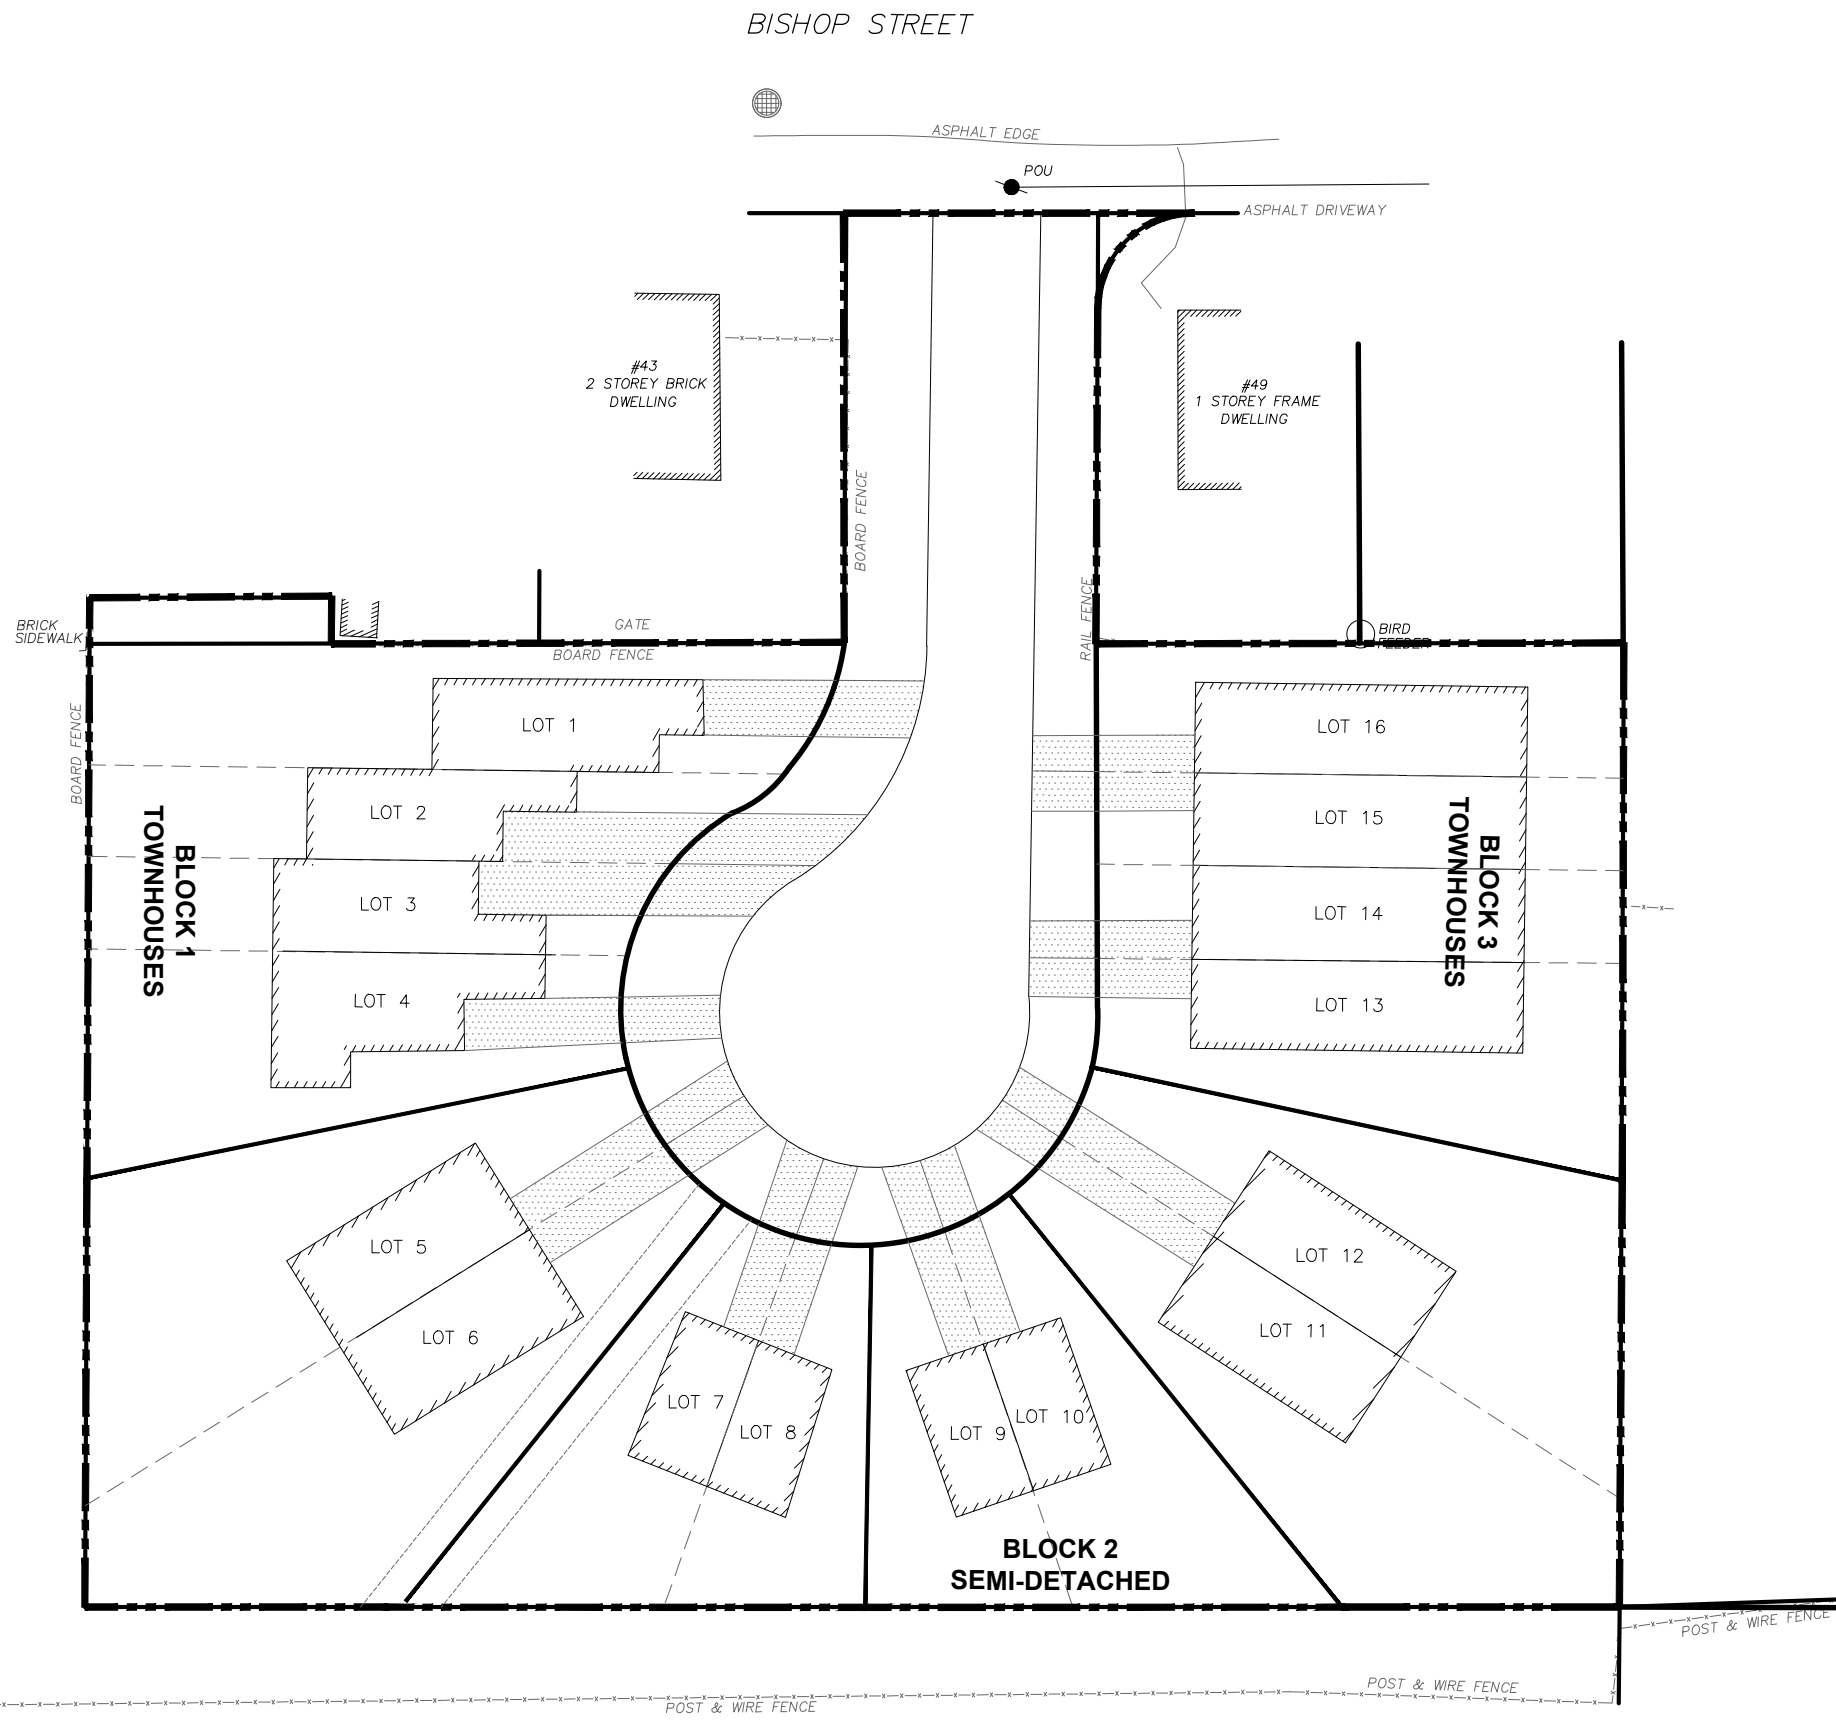 BISHOP STREET
ASPHALT EDGE
POU
ASPHALT DRIVEWAY
#43
2 STOREY BRICK
DWELLING
#49
1 STOREY FRAME
DWELLING
BOARD FENCE
RAIL FENCE
BRICK
SIDEWALK
GATE
BOARD FENCE
BIRD
FEEDER
BOARD FENCE
LOT 1
LOT 2
LOT 3
LOT 4
BLOCK 1
TOWNHOUSES
LOT 16
LOT 15
LOT 14
LOT 13
BLOCK 3
TOWNHOUSES
LOT 5
LOT 6
LOT 7
LOT 8
LOT 9
LOT 10
LOT 11
LOT 12
BLOCK 2
SEMI-DETACHED
POST & WIRE FENCE
POST & WIRE FENCE
POST & WIRE FENCE